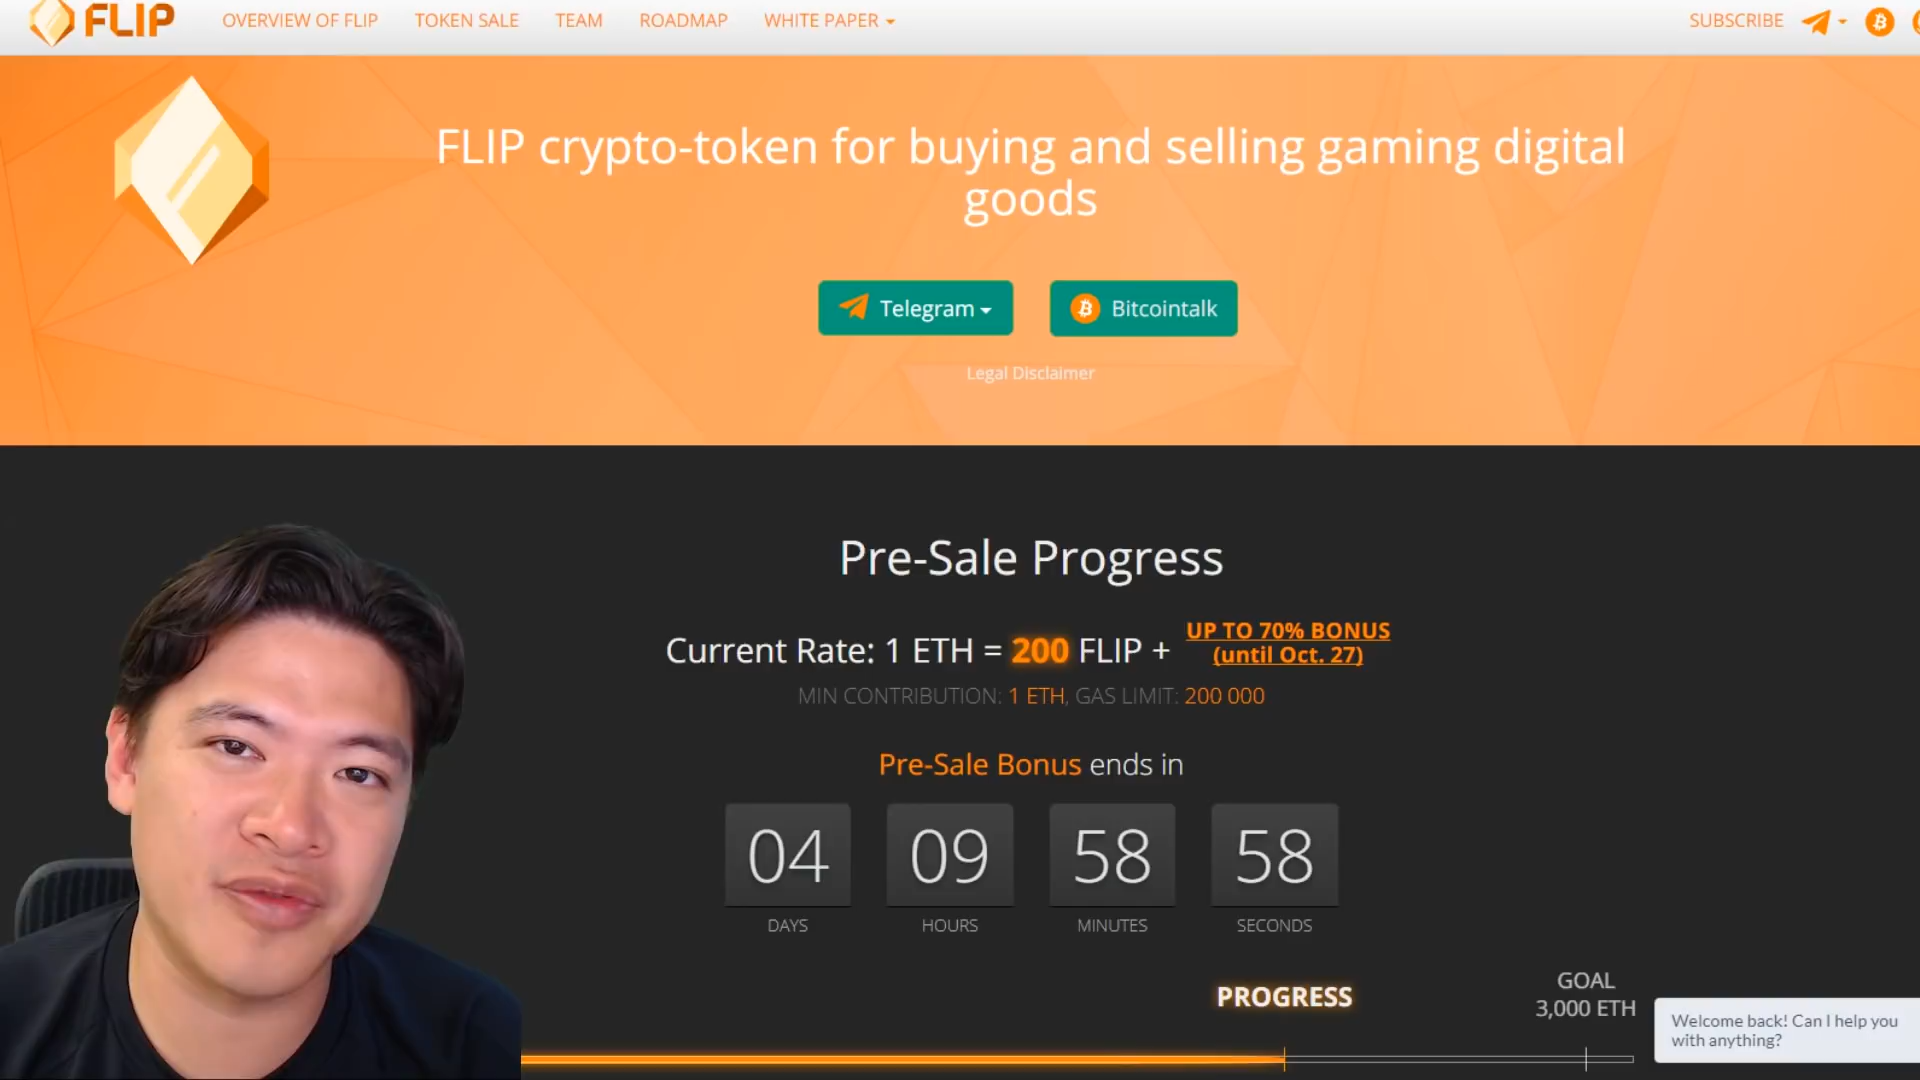 FLIP
OVERVIEW OF FLIP
TOKEN SALE
TEAM
ROADMAP
WHITE PAPER
SUBSCRIBE
FLIP crypto-token for buying and selling gaming digital
goods
Telegram
Bitcointalk
Legal Disclaimer
Pre-Sale Progress
Current Rate: 1 ETH = 200 FLIP +
UP TO 70% BONUS
(until Oct. 27)
MIN CONTRIBUTION: 1 ETH, GAS LIMIT: 200 000
Pre-Sale Bonus ends in
04
09
58
58
DAYS
HOURS
MINUTES
SECONDS
PROGRESS
GOAL
3,000 ETH
Welcome back! Can I help you
with anything?